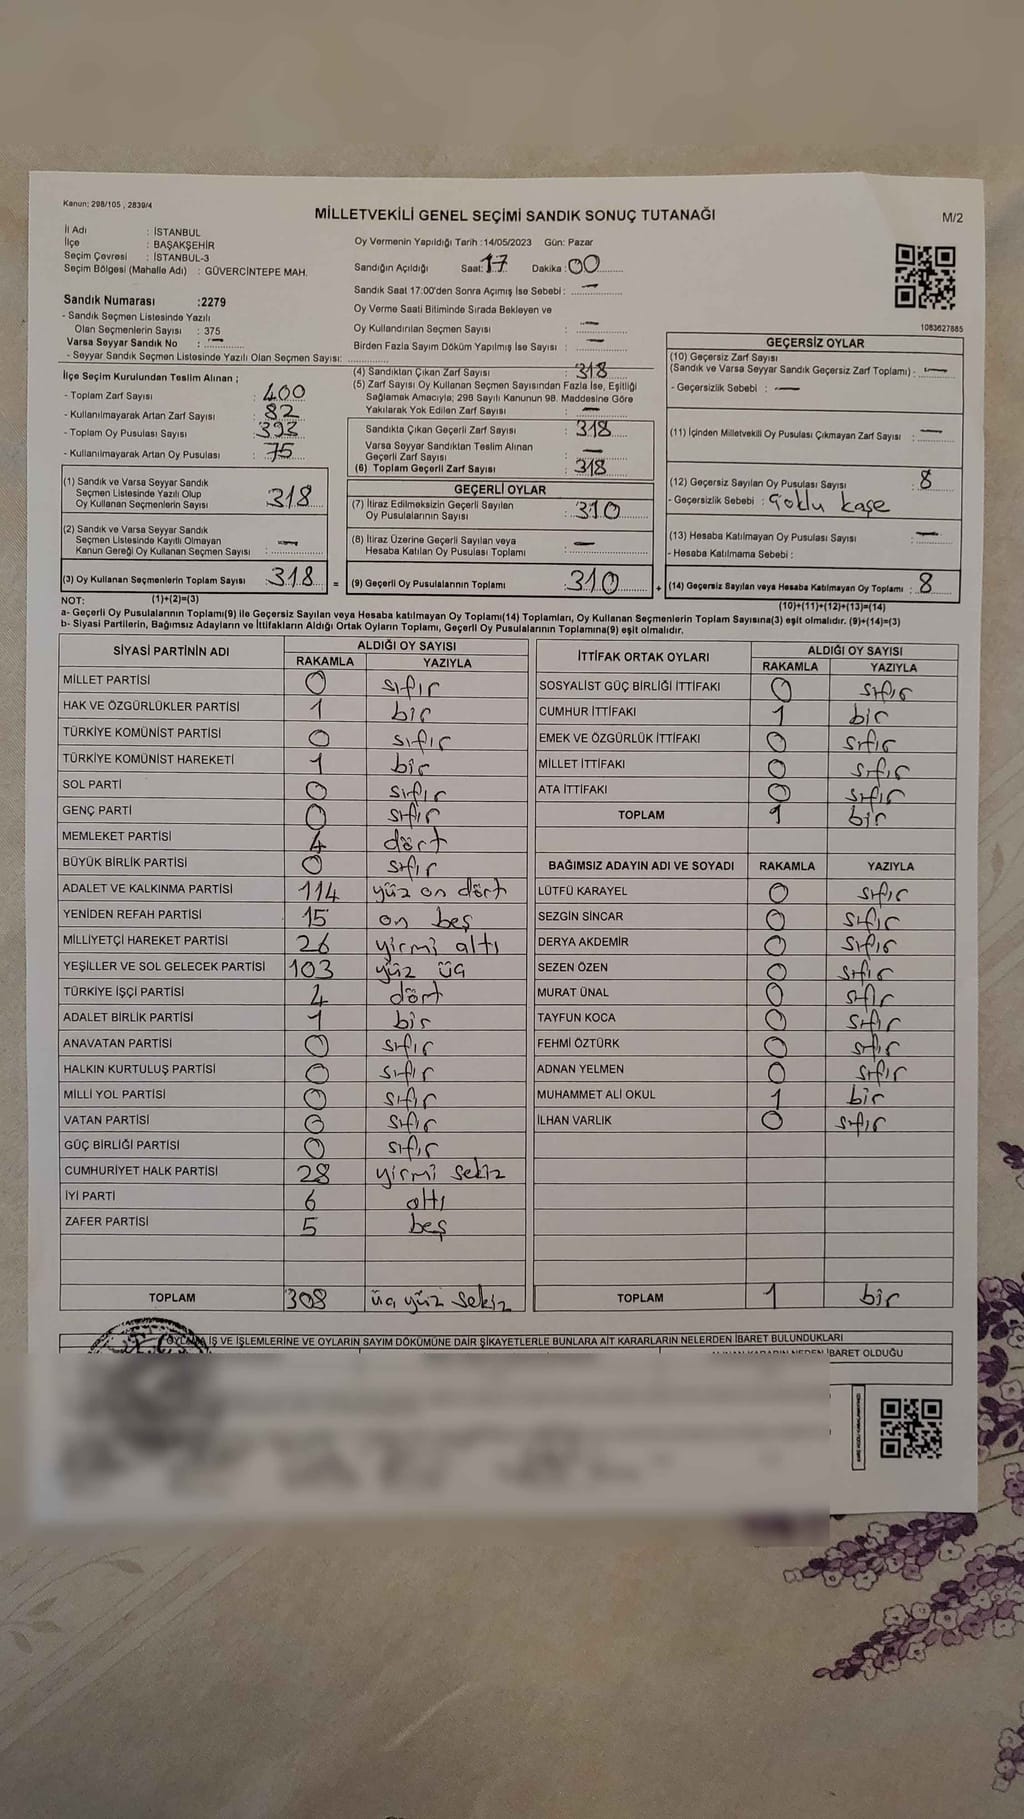 Kanun: 298/105 , 2839/4
MİLLETVEKİLİ GENEL SEÇİMİ SANDIK SONUÇ TUTANAĞI
M/2
İl Adı : İSTANBUL
İlçe : BAŞAKŞEHİR
Seçim Çevresi : İSTANBUL-3
Seçim Bölgesi (Mahalle Adı) : GÜVERCİNTEPE MAH.
Sandık Numarası :2279
- Sandık Seçmen Listesinde Yazılı
Olan Seçmenlerin Sayısı : 375
Varsa Seyyar Sandık No : —
- Seyyar Sandık Seçmen Listesinde Yazılı Olan Seçmen Sayısı:
Oy Vermenin Yapıldığı Tarih :14/05/2023 Gün: Pazar
Sandığın Açıldığı Saat: 17 Dakika : 00
Sandık Saat 17:00'den Sonra Açımış İse Sebebi : —
Oy Verme Saati Bitiminde Sırada Bekleyen ve
Oy Kullandırılan Seçmen Sayısı : —
Birden Fazla Sayım Döküm Yapılmış İse Sayısı : —
1083627885
İlçe Seçim Kurulundan Teslim Alınan ;
- Toplam Zarf Sayısı : 400
- Kullanılmayarak Artan Zarf Sayısı : 82
- Toplam Oy Pusulası Sayısı : 393
- Kullanılmayarak Artan Oy Pusulası : 75
(4) Sandıktan Çıkan Zarf Sayısı : 318
(5) Zarf Sayısı Oy Kullanan Seçmen Sayısından Fazla İse, Eşitliği
Sağlamak Amacıyla; 298 Sayılı Kanunun 98. Maddesine Göre
Yakılarak Yok Edilen Zarf Sayısı : —
Sandıkta Çıkan Geçerli Zarf Sayısı : 318
Varsa Seyyar Sandıktan Teslim Alınan
Geçerli Zarf Sayısı : —
(6) Toplam Geçerli Zarf Sayısı : 318
GEÇERSİZ OYLAR
(10) Geçersiz Zarf Sayısı
(Sandık ve Varsa Seyyar Sandık Geçersiz Zarf Toplamı) : —
- Geçersizlik Sebebi : —
(11) İçinden Milletvekili Oy Pusulası Çıkmayan Zarf Sayısı : —
(12) Geçersiz Sayılan Oy Pusulası Sayısı : 8
- Geçersizlik Sebebi : Çoklu kaşe
(13) Hesaba Katılmayan Oy Pusulası Sayısı : —
- Hesaba Katılmama Sebebi :
(1) Sandık ve Varsa Seyyar Sandık
Seçmen Listesinde Yazılı Olup
Oy Kullanan Seçmenlerin Sayısı : 318
(2) Sandık ve Varsa Seyyar Sandık
Seçmen Listesinde Kayıtlı Olmayan
Kanun Gereği Oy Kullanan Seçmen Sayısı : —
GEÇERLİ OYLAR
(7) İtiraz Edilmeksizin Geçerli Sayılan
Oy Pusulalarının Sayısı : 310
(8) İtiraz Üzerine Geçerli Sayılan veya
Hesaba Katılan Oy Pusulası Toplamı : —
(3) Oy Kullanan Seçmenlerin Toplam Sayısı : 318 = (9) Geçerli Oy Pusulalarının Toplamı : 310 + (14) Geçersiz Sayılan veya Hesaba Katılmayan Oy Toplamı : 8
NOT: (1)+(2)=(3) (10)+(11)+(12)+(13)=(14)
a- Geçerli Oy Pusulalarının Toplamı(9) ile Geçersiz Sayılan veya Hesaba katılmayan Oy Toplamı(14) Toplamları, Oy Kullanan Seçmenlerin Toplam Sayısına(3) eşit olmalıdır. (9)+(14)=(3)
b- Siyasi Partilerin, Bağımsız Adayların ve İttifakların Aldığı Ortak Oyların Toplamı, Geçerli Oy Pusulalarının Toplamına(9) eşit olmalıdır.
SİYASİ PARTİNİN ADI ALDIĞI OY SAYISI
RAKAMLA YAZIYLA
MİLLET PARTİSİ 0 sıfır
HAK VE ÖZGÜRLÜKLER PARTİSİ 1 bir
TÜRKİYE KOMÜNİST PARTİSİ 0 sıfır
TÜRKİYE KOMÜNİST HAREKETİ 1 bir
SOL PARTİ 0 sıfır
GENÇ PARTİ 0 sıfır
MEMLEKET PARTİSİ 4 dört
BÜYÜK BİRLİK PARTİSİ 0 sıfır
ADALET VE KALKINMA PARTİSİ 114 yüz on dört
YENİDEN REFAH PARTİSİ 15 on beş
MİLLİYETÇİ HAREKET PARTİSİ 26 yirmi altı
YEŞİLLER VE SOL GELECEK PARTİSİ 103 yüz üç
TÜRKİYE İŞÇİ PARTİSİ 4 dört
ADALET BİRLİK PARTİSİ 1 bir
ANAVATAN PARTİSİ 0 sıfır
HALKIN KURTULUŞ PARTİSİ 0 sıfır
MİLLİ YOL PARTİSİ 0 sıfır
VATAN PARTİSİ 0 sıfır
GÜÇ BİRLİĞİ PARTİSİ 0 sıfır
CUMHURİYET HALK PARTİSİ 28 yirmi sekiz
İYİ PARTİ 6 altı
ZAFER PARTİSİ 5 beş
TOPLAM 308 üç yüz sekiz
İTTİFAK ORTAK OYLARI ALDIĞI OY SAYISI
RAKAMLA YAZIYLA
SOSYALİST GÜÇ BİRLİĞİ İTTİFAKI 0 sıfır
CUMHUR İTTİFAKI 1 bir
EMEK VE ÖZGÜRLÜK İTTİFAKI 0 sıfır
MİLLET İTTİFAKI 0 sıfır
ATA İTTİFAKI 0 sıfır
TOPLAM 1 bir
BAĞIMSIZ ADAYIN ADI VE SOYADI RAKAMLA YAZIYLA
LÜTFÜ KARAYEL 0 sıfır
SEZGİN SİNCAR 0 sıfır
DERYA AKDEMİR 0 sıfır
SEZEN ÖZEN 0 sıfır
MURAT ÜNAL 0 sıfır
TAYFUN KOCA 0 sıfır
FEHMİ ÖZTÜRK 0 sıfır
ADNAN YELMEN 0 sıfır
MUHAMMET ALİ OKUL 1 bir
İLHAN VARLIK 0 sıfır
TOPLAM 1 bir
İŞ VE İŞLEMLERİNE VE OYLARIN SAYIM DÖKÜMÜNE DAİR ŞİKAYETLERLE BUNLARA AİT KARARLARIN NELERDEN İBARET BULUNDUKLARI
İBARET OLDUĞU